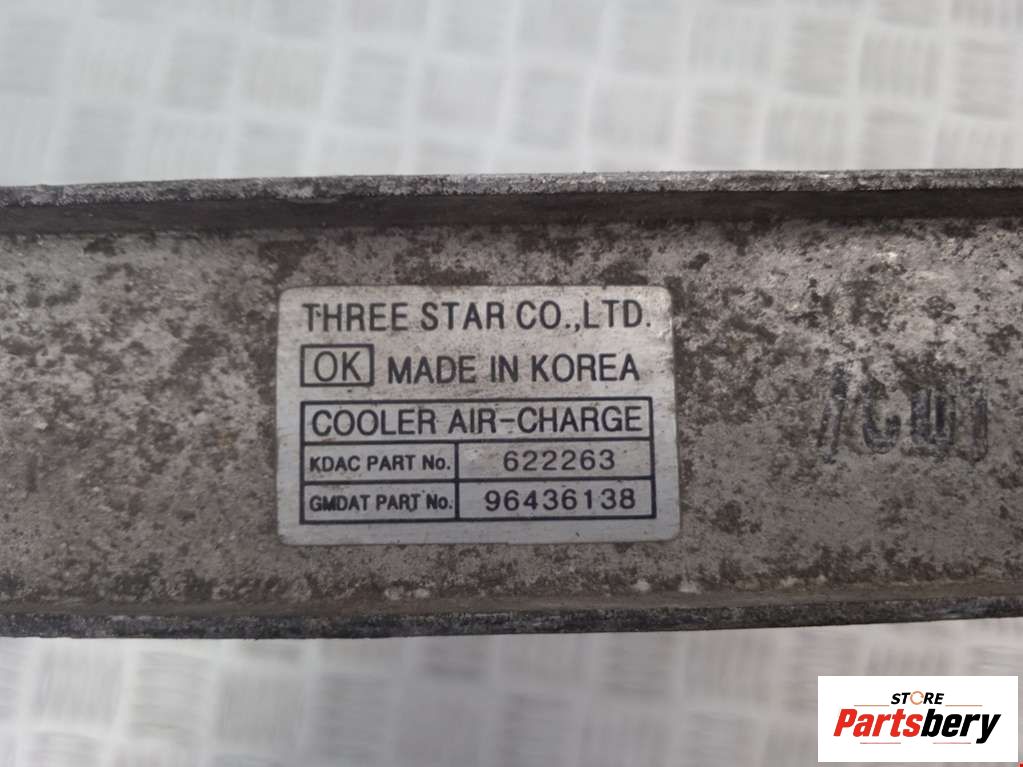 THREE STAR CO.,LTD.
OK MADE IN KOREA
COOLER AIR-CHARGE
KDAC PART No. 622263
GMDAT PART No. 96436138
STORE
Partsbery